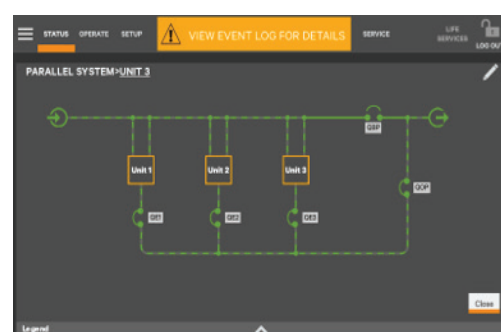 STATUS OPERATE SETUP VIEW EVENT LOG FOR DETAILS SERVICE LIFE SERVICES LOG OUT
PARALLEL SYSTEM>UNIT 3
QBP
Unit 1 Unit 2 Unit 3
QOP
QE1 QE2 QE3
Close
Legend